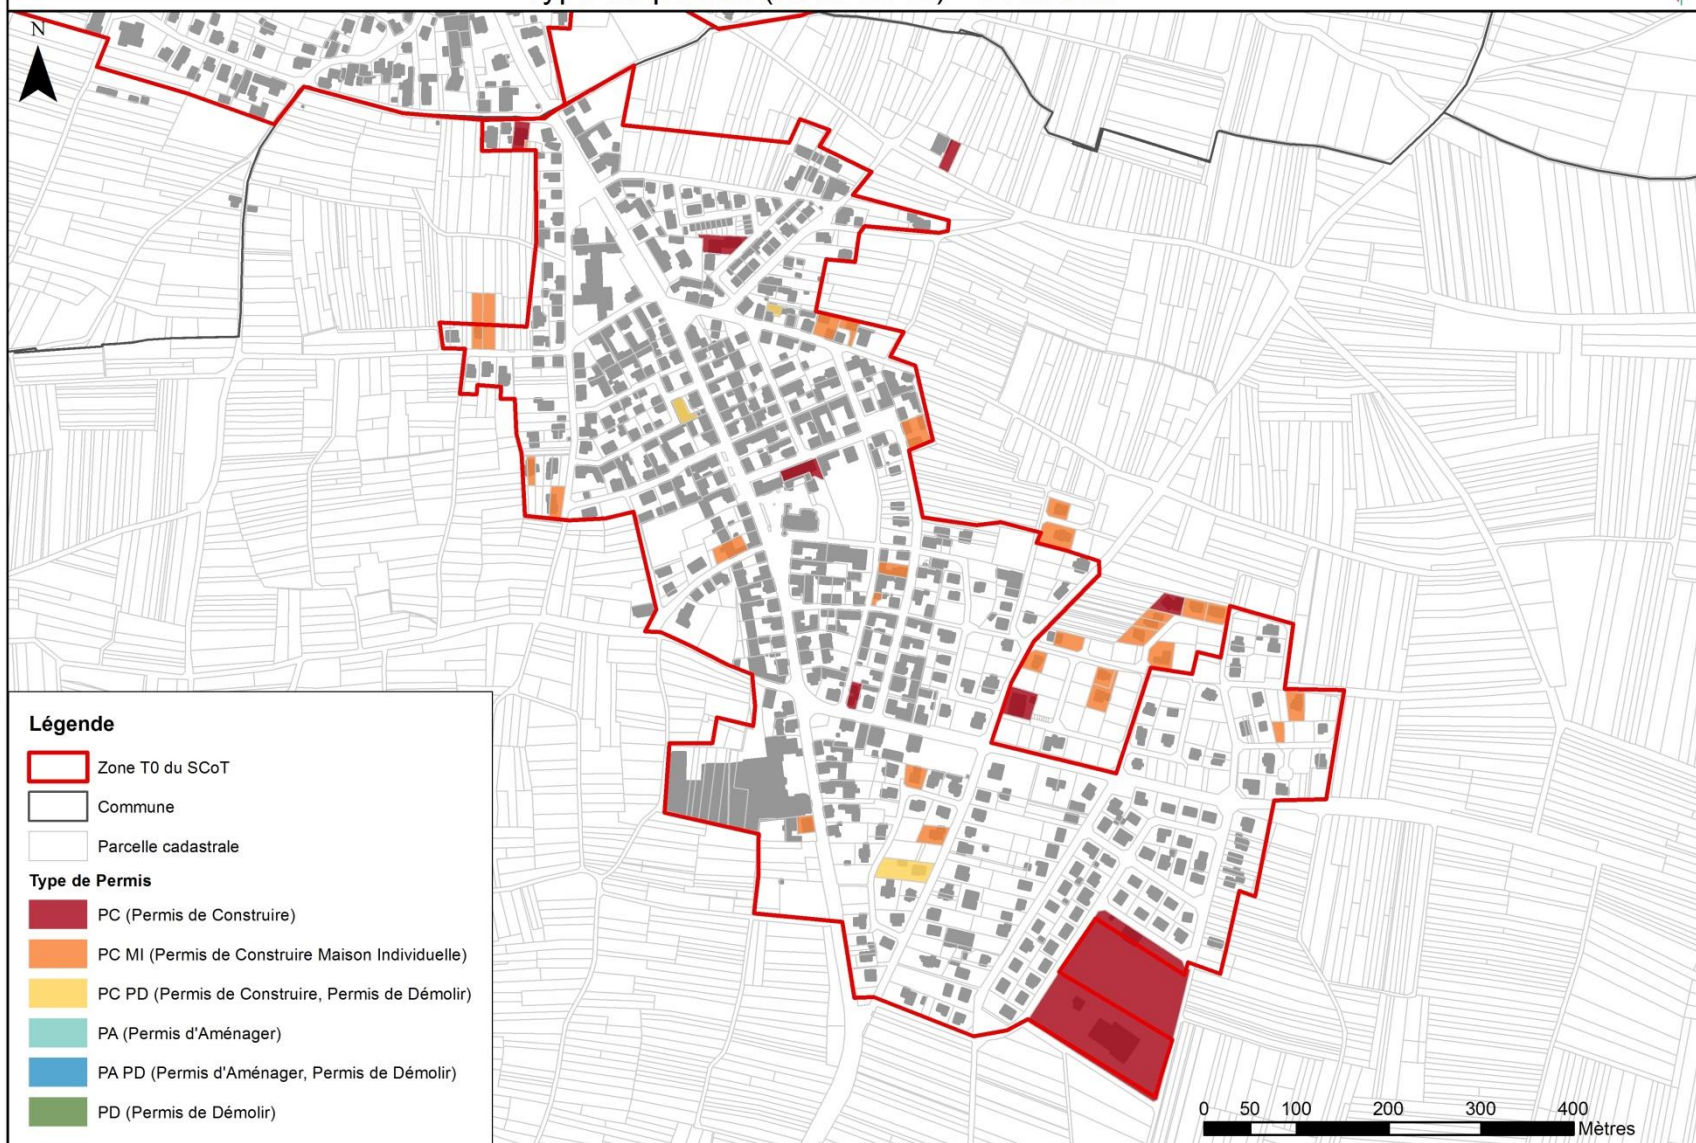 N
Légende
Zone T0 du SCoT
Commune
Parcelle cadastrale
Type de Permis
PC (Permis de Construire)
PC MI (Permis de Construire Maison Individuelle)
PC PD (Permis de Construire, Permis de Démolir)
PA (Permis d'Aménager)
PA PD (Permis d'Aménager, Permis de Démolir)
PD (Permis de Démolir)
0 50 100 200 300 400
Mètres